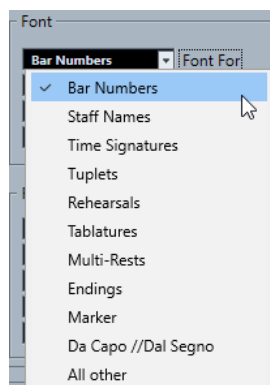 Font
Bar Numbers Font For
Bar Numbers
Staff Names
Time Signatures
Tuplets
Rehearsals
Tablatures
Multi-Rests
Endings
Marker
Da Capo //Dal Segno
All other